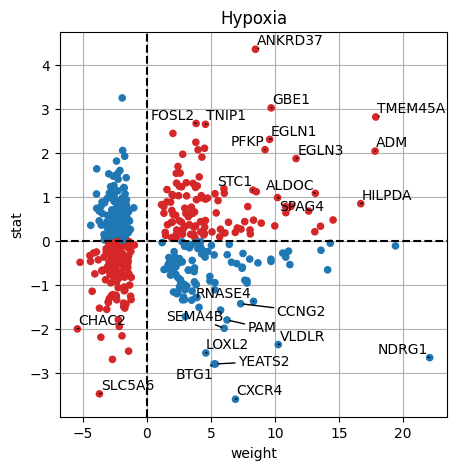 Hypoxia
ANKRD37
4
GBE1
3
FOSL2 TNIP1
TMEM45A
EGLN1
PFKP
ADM
2
EGLN3
STC1
ALDOC
HILPDA
1
SPAG4
0
stat
−1
RNASE4
CCNG2
SEMA4B
CHAC2
PAM
−2
VLDLR
LOXL2
NDRG1
YEATS2
BTG1
−3
SLC5A6
CXCR4
−5 0 5 10 15 20
weight